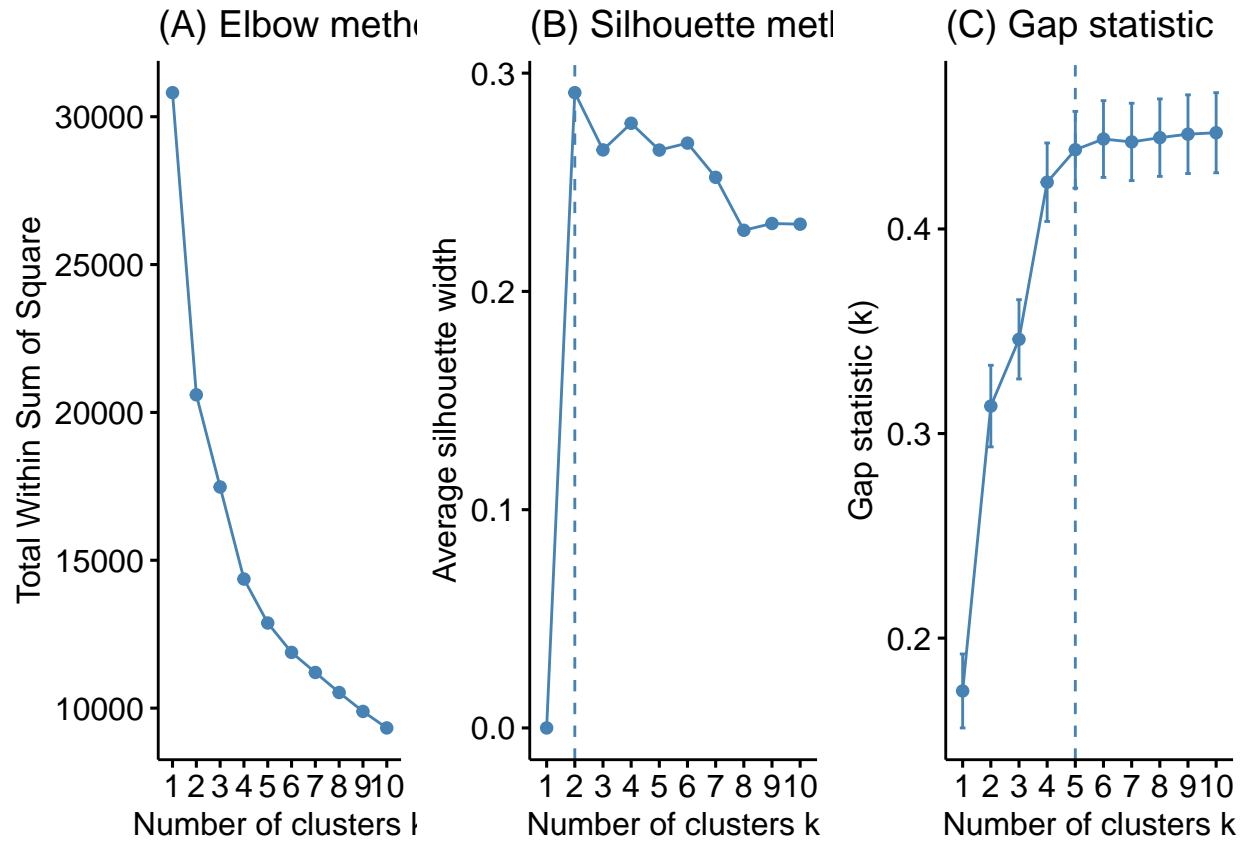 (A) Elbow meth
Total Within Sum of Square
30000
25000
20000
15000
10000
1 2 3 4 5 6 7 8 9 10
Number of clusters k
(B) Silhouette met
Average silhouette width
0.3
0.2
0.1
0.0
1 2 3 4 5 6 7 8 9 10
Number of clusters k
(C) Gap statistic
Gap statistic (k)
0.4
0.3
0.2
1 2 3 4 5 6 7 8 9 10
Number of clusters k